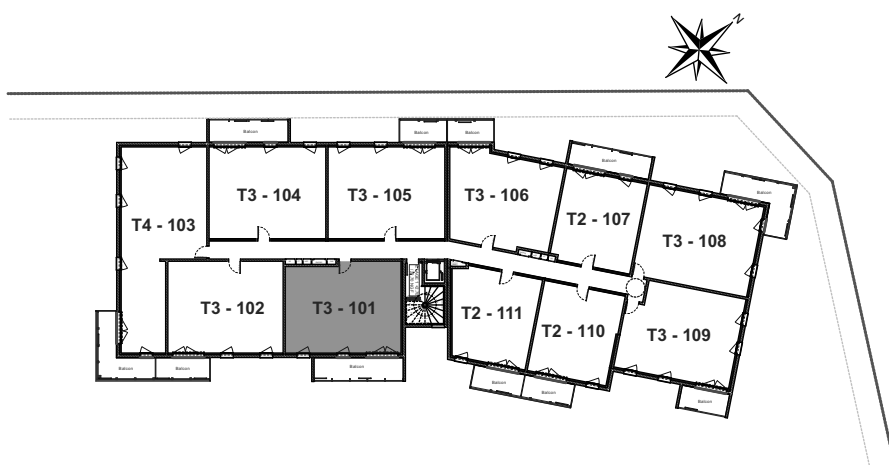 N
Balcon
Balcon
Balcon
Balcon
Balcon
T3 - 104
T3 - 105
T3 - 106
T2 - 107
T4 - 103
T3 - 108
T3 - 102
T3 - 101
T2 - 111
T2 - 110
T3 - 109
Balcon
Balcon
Balcon
Balcon
Balcon
Balcon